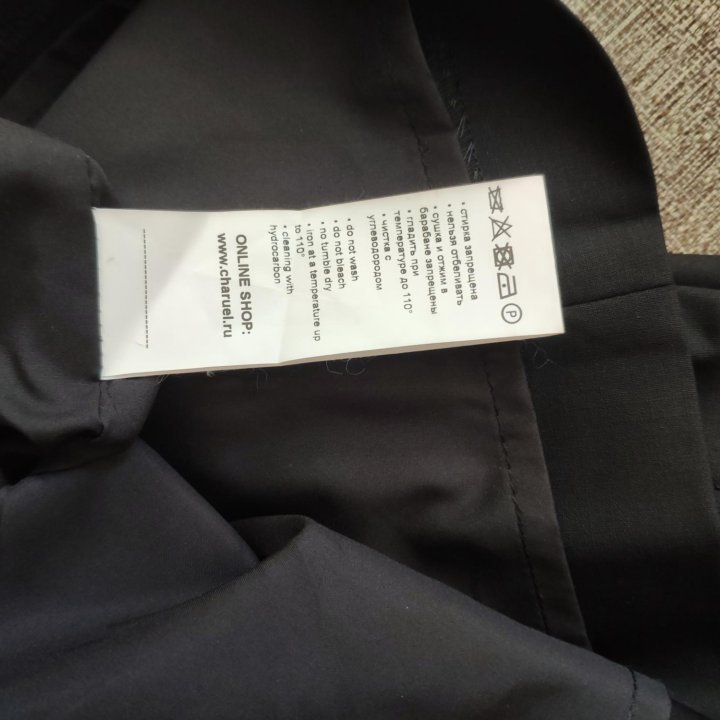 P
• стирка запрещена
• нельзя отбеливать
• сушка и отжим в
барабане запрещены
• гладить при
температуре до 110°
• чистка с
углеводородом
• do not wash
• do not bleach
• no tumble dry
• iron at a temperature up
to 110°
• cleaning with
hydrocarbon
ONLINE SHOP:
www.charuel.ru